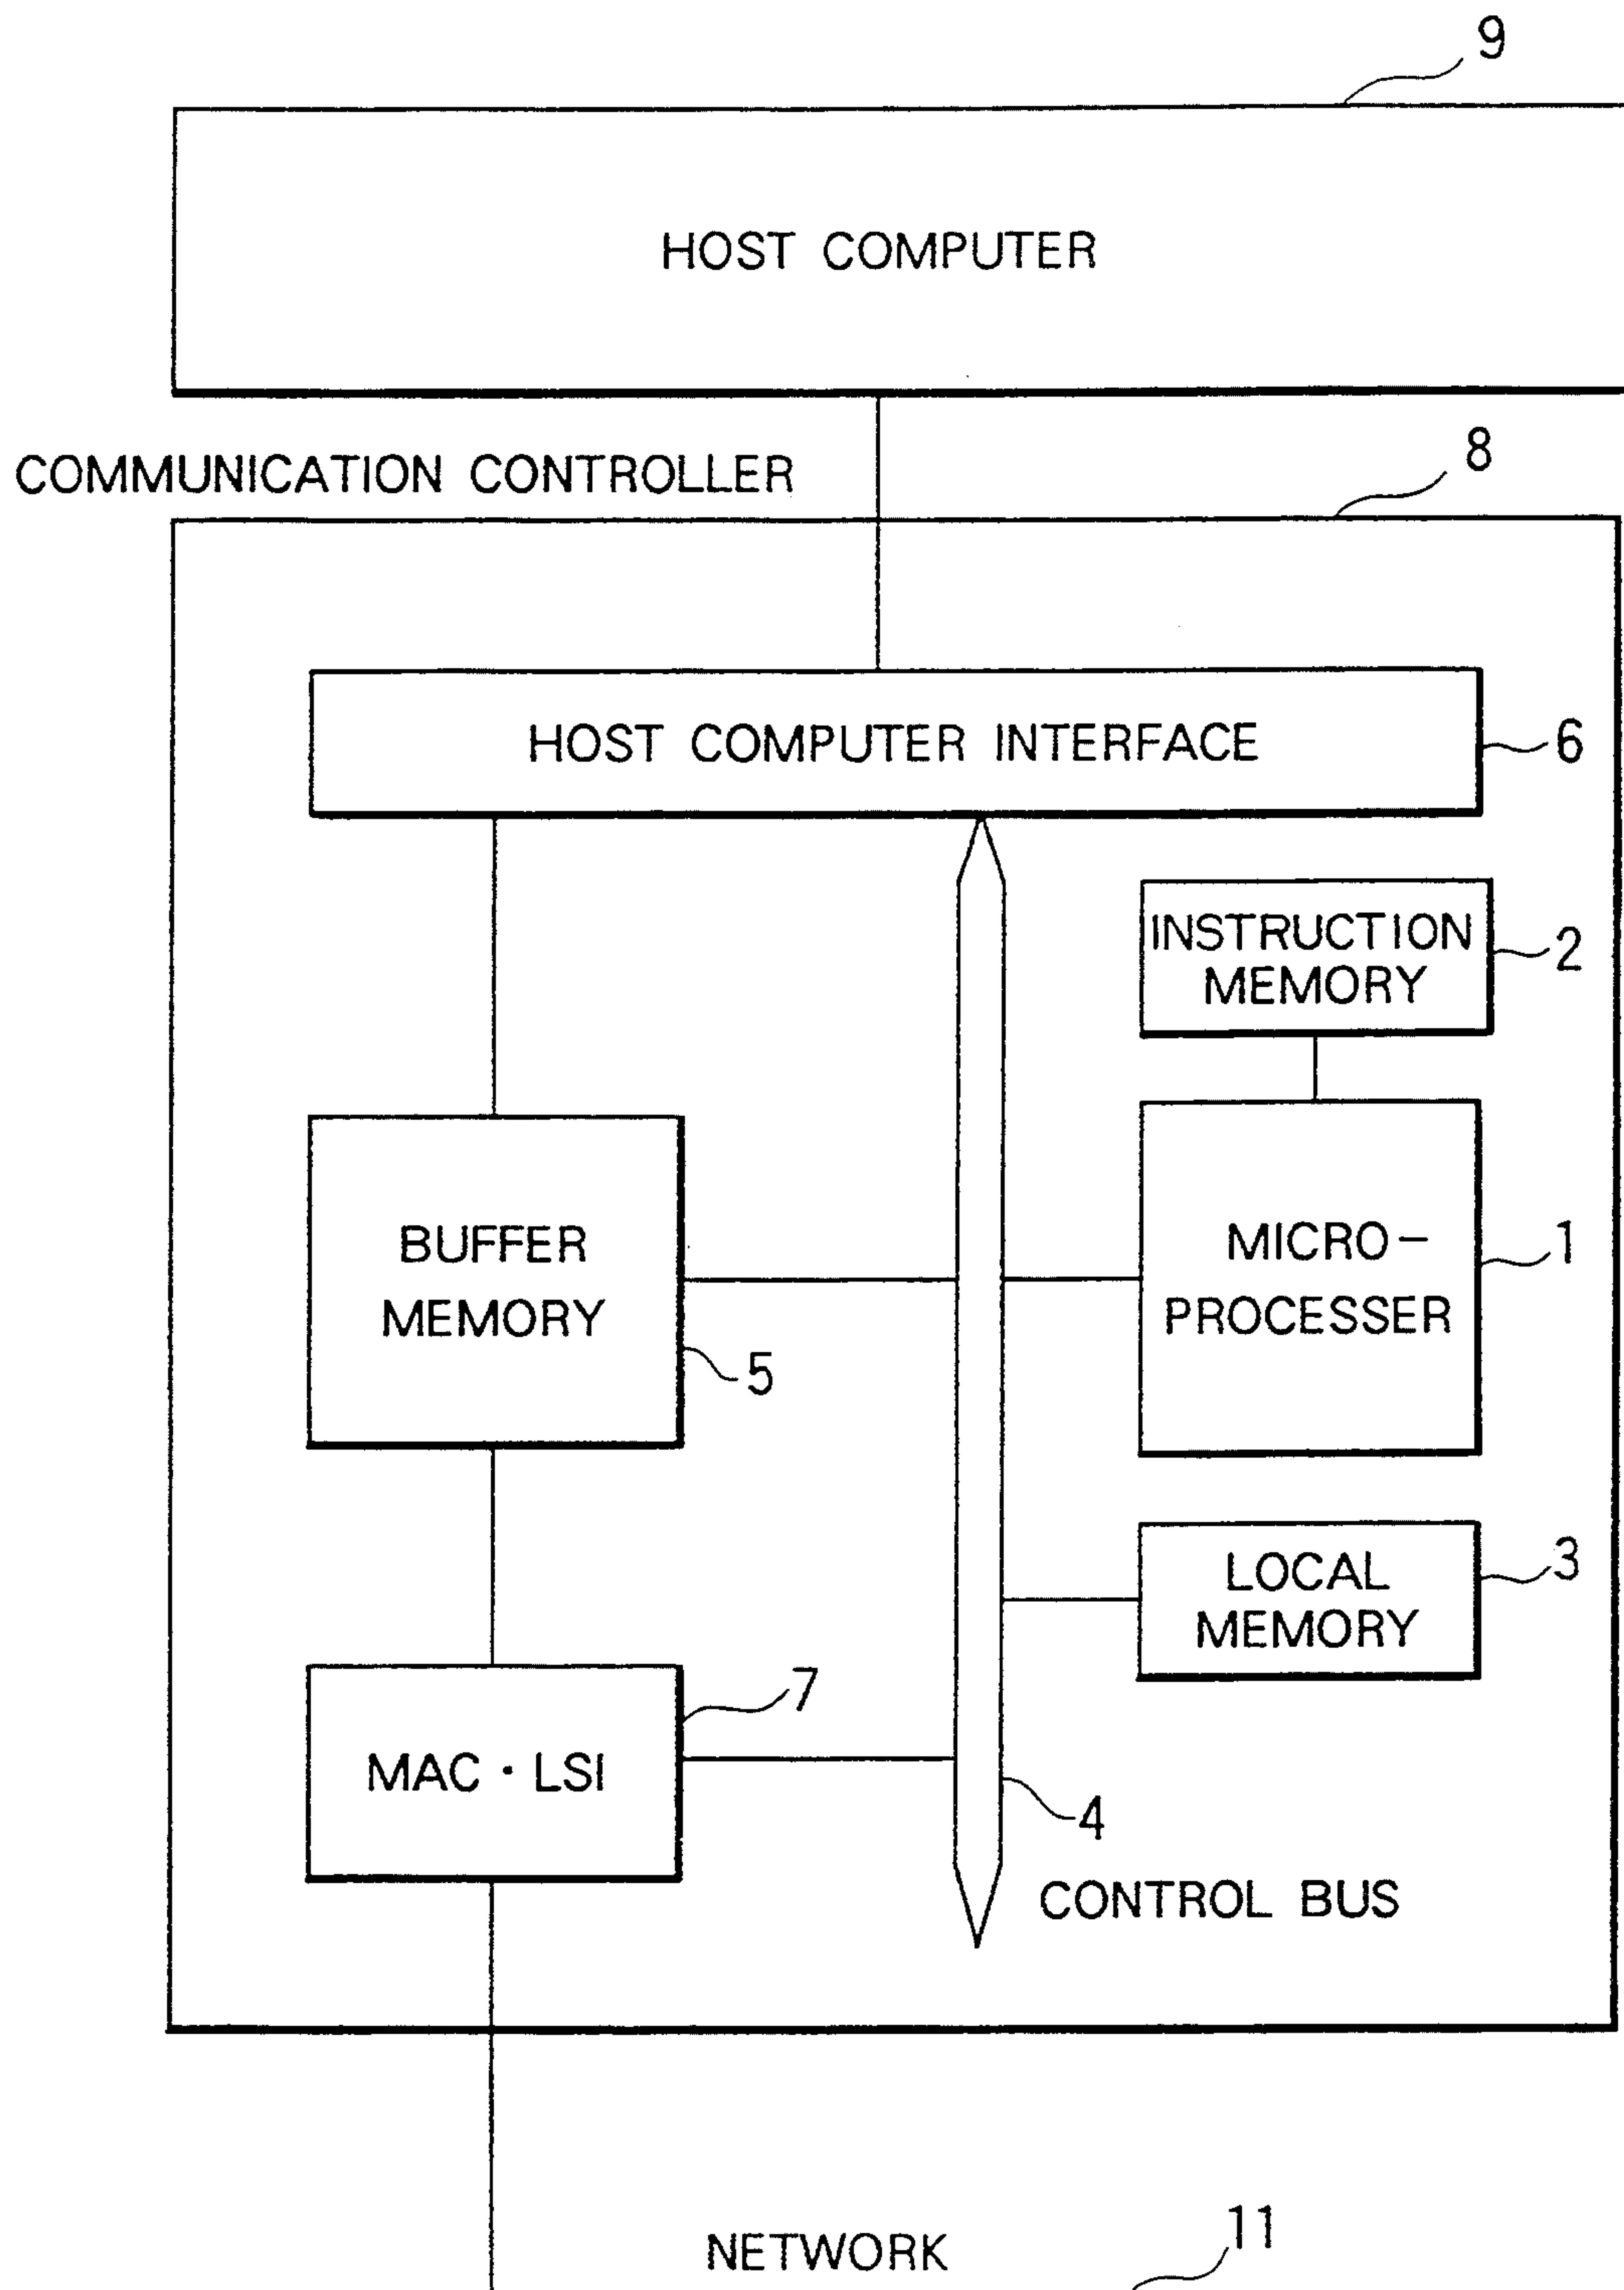 9
HOST COMPUTER
COMMUNICATION CONTROLLER
8
HOST COMPUTER INTERFACE
6
INSTRUCTION
MEMORY
2
BUFFER
MEMORY
5
MICRO-
PROCESSER
1
LOCAL
MEMORY
3
MAC・LSI
7
4
CONTROL BUS
NETWORK
11